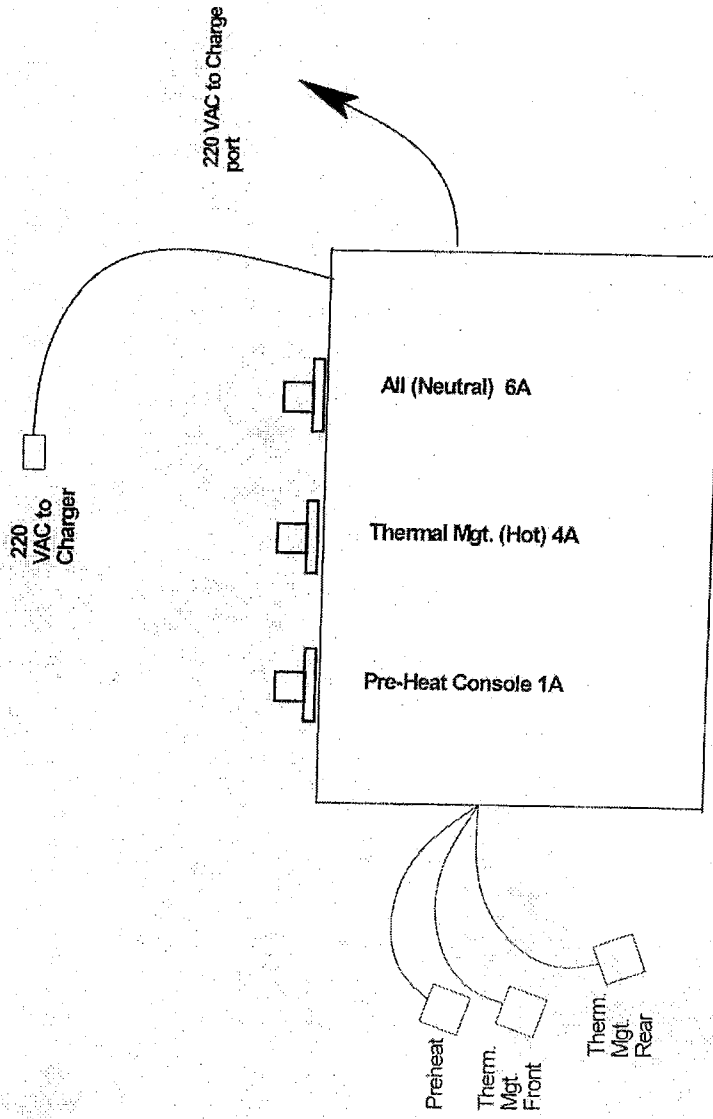 220 VAC to Charge
port
220
VAC to
Charger
All (Neutral) 6A
Thermal Mgt. (Hot) 4A
Pre-Heat Console 1A
Preheat
Therm.
Mgt.
Front
Therm.
Mgt.
Rear